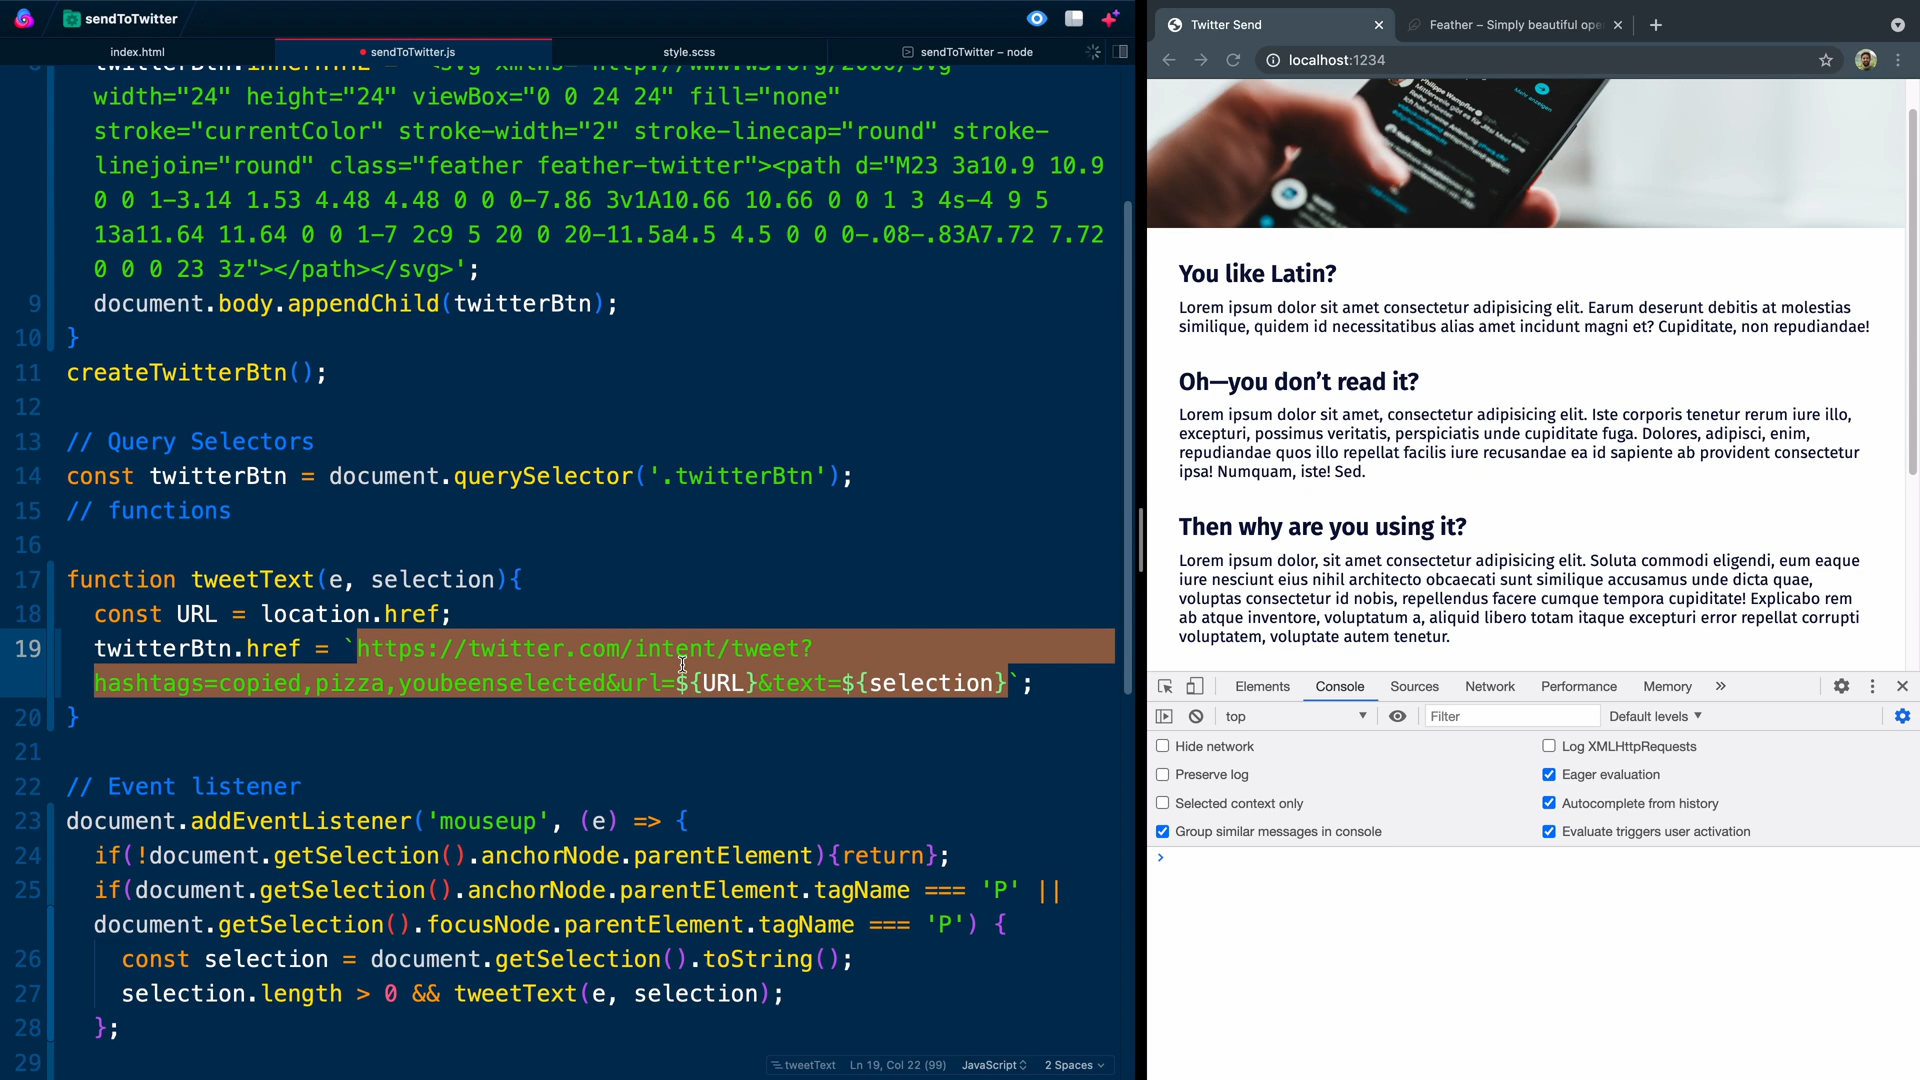 sendToTwitter
index.html
sendToTwitter.js
style.scss
sendToTwitter – node
8
twitterBtn.innerHTML = '<svg xmlns="http://www.w3.org/2000/svg"
width="24" height="24" viewBox="0 0 24 24" fill="none"
stroke="currentColor" stroke-width="2" stroke-linecap="round" stroke-
linejoin="round" class="feather feather-twitter"><path d="M23 3a10.9 10.9
0 0 1-3.14 1.53 4.48 4.48 0 0 0-7.86 3v1A10.66 10.66 0 0 1 3 4s-4 9 5
13a11.64 11.64 0 0 1-7 2c9 5 20 0 20-11.5a4.5 4.5 0 0 0-.08-.83A7.72 7.72
0 0 0 23 3z"></path></svg>';
9 document.body.appendChild(twitterBtn);
10 }
11 createTwitterBtn();
12
13 // Query Selectors
14 const twitterBtn = document.querySelector('.twitterBtn');
15 // functions
16
17 function tweetText(e, selection){
18 const URL = location.href;
19 twitterBtn.href = `https://twitter.com/intent/tweet?
hashtags=copied,pizza,youbeenselected&url=${URL}&text=${selection}`;
20 }
21
22 // Event listener
23 document.addEventListener('mouseup', (e) => {
24 if(!document.getSelection().anchorNode.parentElement){return};
25 if(document.getSelection().anchorNode.parentElement.tagName === 'P' ||
document.getSelection().focusNode.parentElement.tagName === 'P') {
26 const selection = document.getSelection().toString();
27 selection.length > 0 && tweetText(e, selection);
28 };
29
tweetText Ln 19, Col 22 (99) JavaScript 2 Spaces
Twitter Send
Feather – Simply beautiful ope
localhost:1234
Philippe Wampfler
Mehr anzeigen
You like Latin?
Lorem ipsum dolor sit amet consectetur adipisicing elit. Earum deserunt debitis at molestias
similique, quidem id necessitatibus alias amet incidunt magni et? Cupiditate, non repudiandae!
Oh—you don’t read it?
Lorem ipsum dolor sit amet, consectetur adipisicing elit. Iste corporis tenetur rerum iure illo,
excepturi, possimus veritatis, perspiciatis unde cupiditate fuga. Dolores, adipisci, enim,
repudiandae quos illo repellat facilis iure recusandae ea id sapiente ab provident consectetur
ipsa! Numquam, iste! Sed.
Then why are you using it?
Lorem ipsum dolor, sit amet consectetur adipisicing elit. Soluta commodi eligendi, eum eaque
iure nesciunt eius nihil architecto obcaecati sunt similique accusamus unde dicta quae,
voluptas consectetur id nobis, repellendus facere cumque tempora cupiditate! Explicabo rem
ab atque inventore, voluptatum a, aliquid libero totam itaque excepturi error repellat corrupti
voluptatem, voluptate autem tenetur.
Elements Console Sources Network Performance Memory »
top Filter Default levels
Hide network Log XMLHttpRequests
Preserve log Eager evaluation
Selected context only Autocomplete from history
Group similar messages in console Evaluate triggers user activation